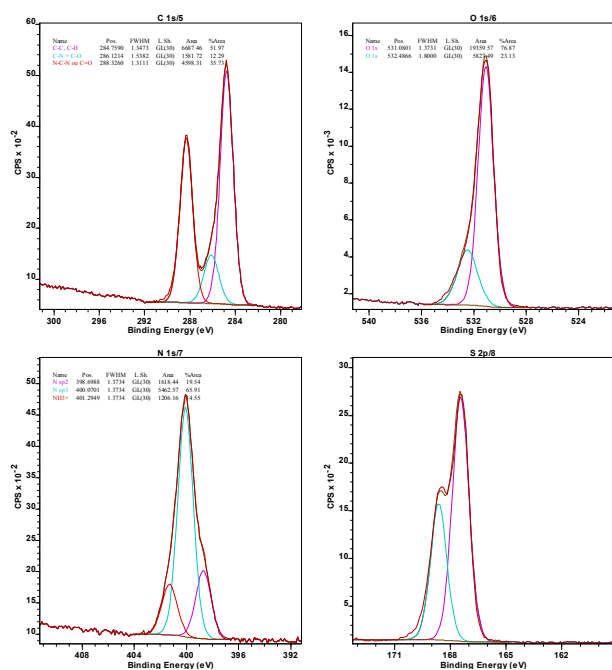 C 1s/5
Name Pos. FWHM L.Sh. Area %Area
C-C, C-H 284.7590 1.3473 GL(30) 6687.46 51.97
C-N + C-O 286.1214 1.5382 GL(30) 1581.72 12.29
N-C-N ou C=O 288.3260 1.3111 GL(30) 4598.31 35.73
60
50
40
30
20
10
CPS x 10⁻²
300 296 292 288 284 280
Binding Energy (eV)
O 1s/6
Name Pos. FWHM L.Sh. Area %Area
O 1s 531.0801 1.3731 GL(30) 19359.57 76.87
O 1s 532.4866 1.8000 GL(30) 5827.49 23.13
16
14
12
10
8
6
4
2
CPS x 10⁻³
540 536 532 528 524
Binding Energy (eV)
N 1s/7
Name Pos. FWHM L.Sh. Area %Area
N sp2 398.6988 1.3734 GL(30) 1618.44 19.54
N sp3 400.0701 1.3734 GL(30) 5462.57 65.91
NH3+ 401.2949 1.3734 GL(30) 1206.16 14.55
50
45
40
35
30
25
20
15
10
CPS x 10⁻²
408 404 400 396 392
Binding Energy (eV)
S 2p/8
30
25
20
15
10
5
CPS x 10⁻²
171 168 165 162
Binding Energy (eV)